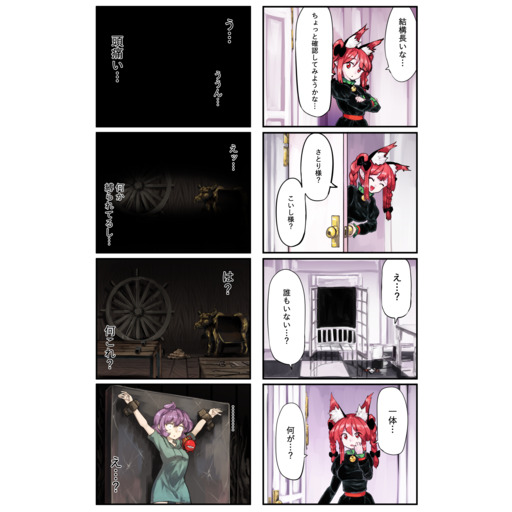 結構長いな…
ちょっと確認してみようかな…
さとり様？
こいし様？
え…？
誰もいない…？
一体…
何が…？
う…
ううん…
頭痛い…
えッ…
何か
縛られてるし…
は？
何これ？
………………
え…？